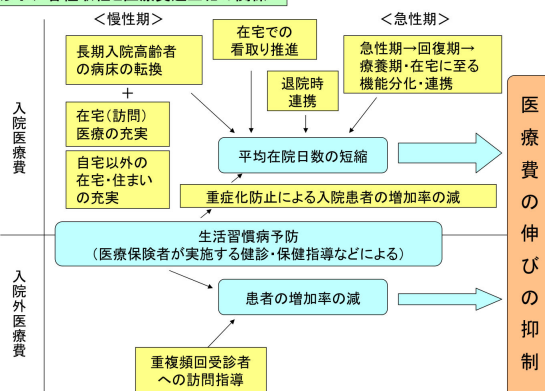 ＜慢性期＞
＜急性期＞
長期入院高齢者
の病床の転換
＋
在宅（訪問）
医療の充実
自宅以外の
在宅・住まい
の充実
在宅での
看取り推進
退院時
連携
急性期→回復期→
療養期・在宅に至る
機能分化・連携
入院医療費
平均在院日数の短縮
重症化防止による入院患者の増加率の減
生活習慣病予防
（医療保険者が実施する健診・保健指導などによる）
入院外医療費
患者の増加率の減
重複頻回受診者
への訪問指導
医療費の伸びの抑制